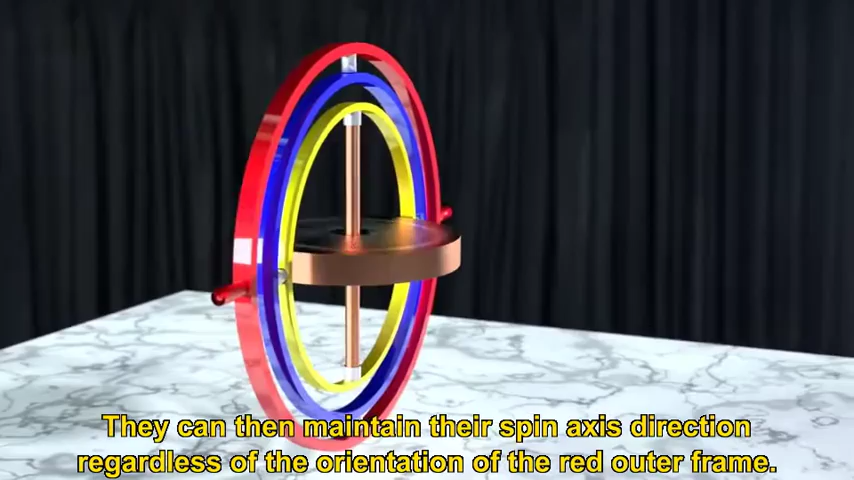 They can then maintain their spin axis direction
regardless of the orientation of the red outer frame.